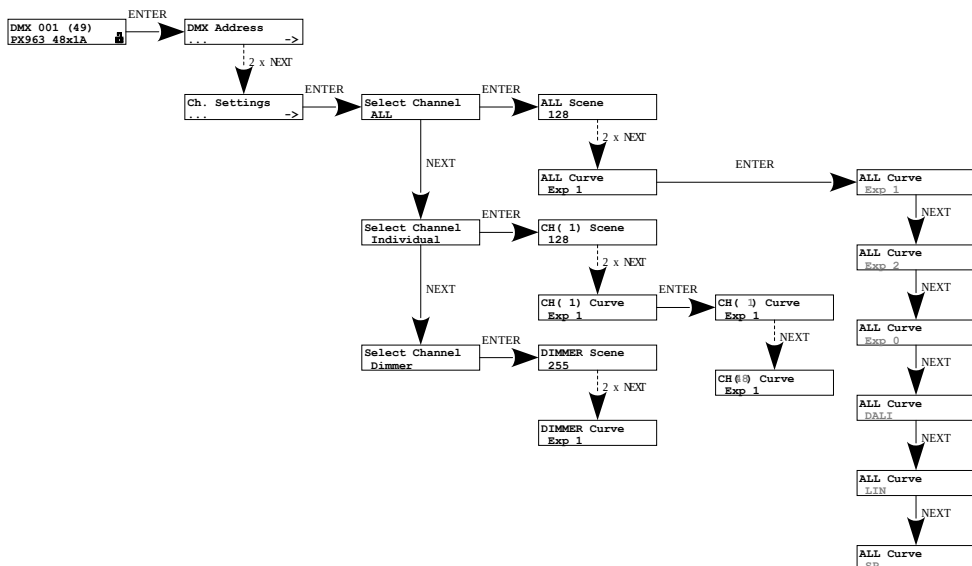 DMX 001 (49)
PX963 48x1A
ENTER
DMX Address
... ->
2 x NEXT
Ch. Settings
... ->
ENTER
Select Channel
ALL
ENTER
ALL Scene
128
2 x NEXT
ALL Curve
Exp 1
ENTER
ALL Curve
Exp 1
NEXT
ALL Curve
Exp 2
NEXT
ALL Curve
Exp 0
NEXT
ALL Curve
DALI
NEXT
ALL Curve
LIN
NEXT
ALL Curve
NEXT
Select Channel
Individual
ENTER
CH( 1) Scene
128
2 x NEXT
CH( 1) Curve
Exp 1
ENTER
CH( 1) Curve
Exp 1
NEXT
CH(48) Curve
Exp 1
NEXT
Select Channel
Dimmer
ENTER
DIMMER Scene
255
2 x NEXT
DIMMER Curve
Exp 1